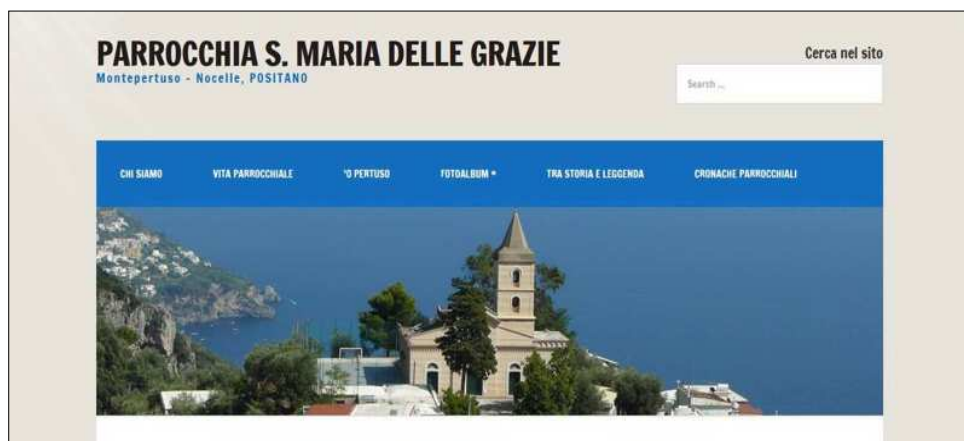 PARROCCHIA S. MARIA DELLE GRAZIE
Montepertuso - Nocelle, POSITANO
Cerca nel sito
Search ...
CHI SIAMO VITA PARROCCHIALE 'O PERTUSO FOTOALBUM TRA STORIA E LEGGENDA CRONACHE PARROCCHIALI